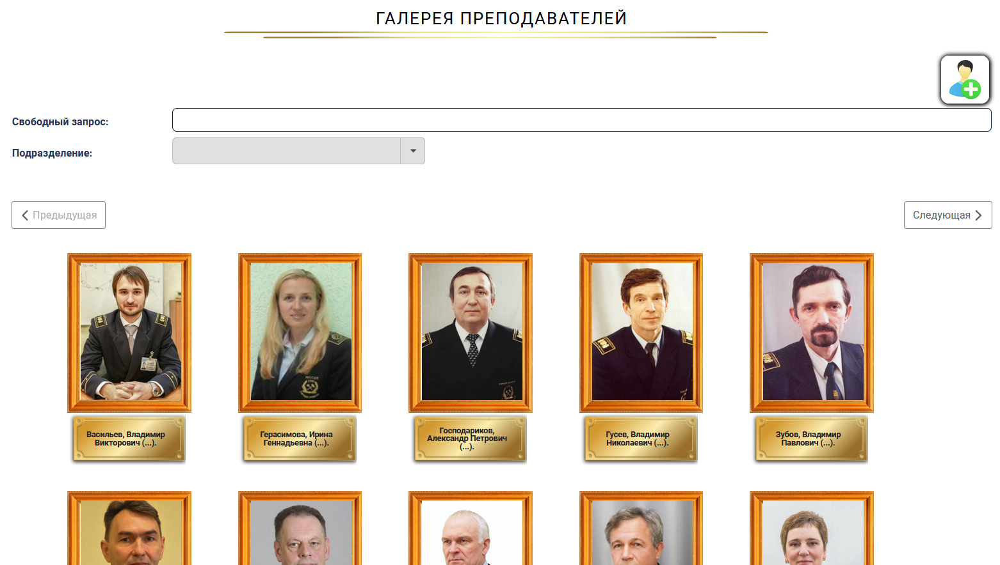 ГАЛЕРЕЯ ПРЕПОДАВАТЕЛЕЙ
Свободный запрос:
Подразделение:
Предыдущая
Следующая
Васильев, Владимир
Викторович (...).
Герасимова, Ирина
Геннадьевна (...).
Господариков,
Александр Петрович
(...).
Гусев, Владимир
Николаевич (...).
Зубов, Владимир
Павлович (...).